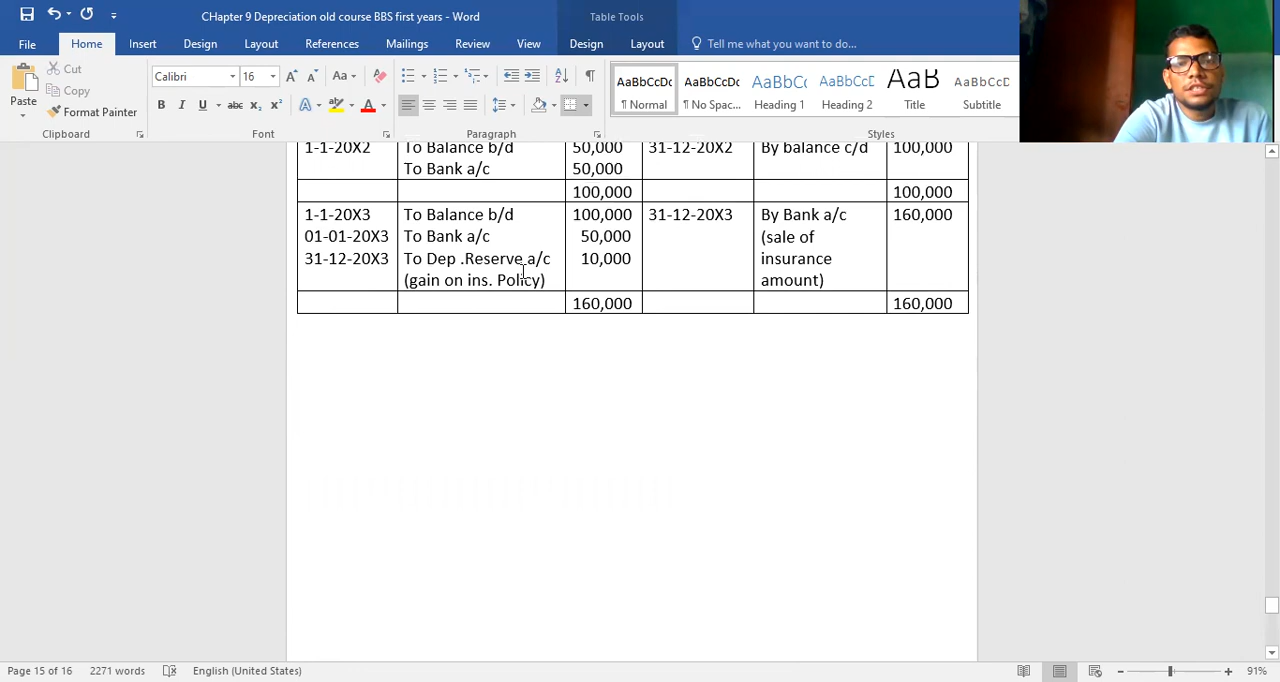 CHapter 9 Depreciation old course BBS first years - Word
Table Tools
File Home Insert Design Layout References Mailings Review View Design Layout Tell me what you want to do...
Paste
Cut
Copy
Format Painter
Clipboard
Calibri 16
Font
Paragraph
AaBbCcDc AaBbCcDc AaBbCc AaBbCcD AaB AaBbCcD
¶ Normal ¶ No Spac... Heading 1 Heading 2 Title Subtitle
Styles
1-1-20X2 To Balance b/d 50,000 31-12-20X2 By balance c/d 100,000
To Bank a/c 50,000
100,000 100,000
1-1-20X3 To Balance b/d 100,000 31-12-20X3 By Bank a/c 160,000
01-01-20X3 To Bank a/c 50,000 (sale of
31-12-20X3 To Dep .Reserve a/c 10,000 insurance
(gain on ins. Policy) amount)
160,000 160,000
Page 15 of 16 2271 words English (United States) 91%